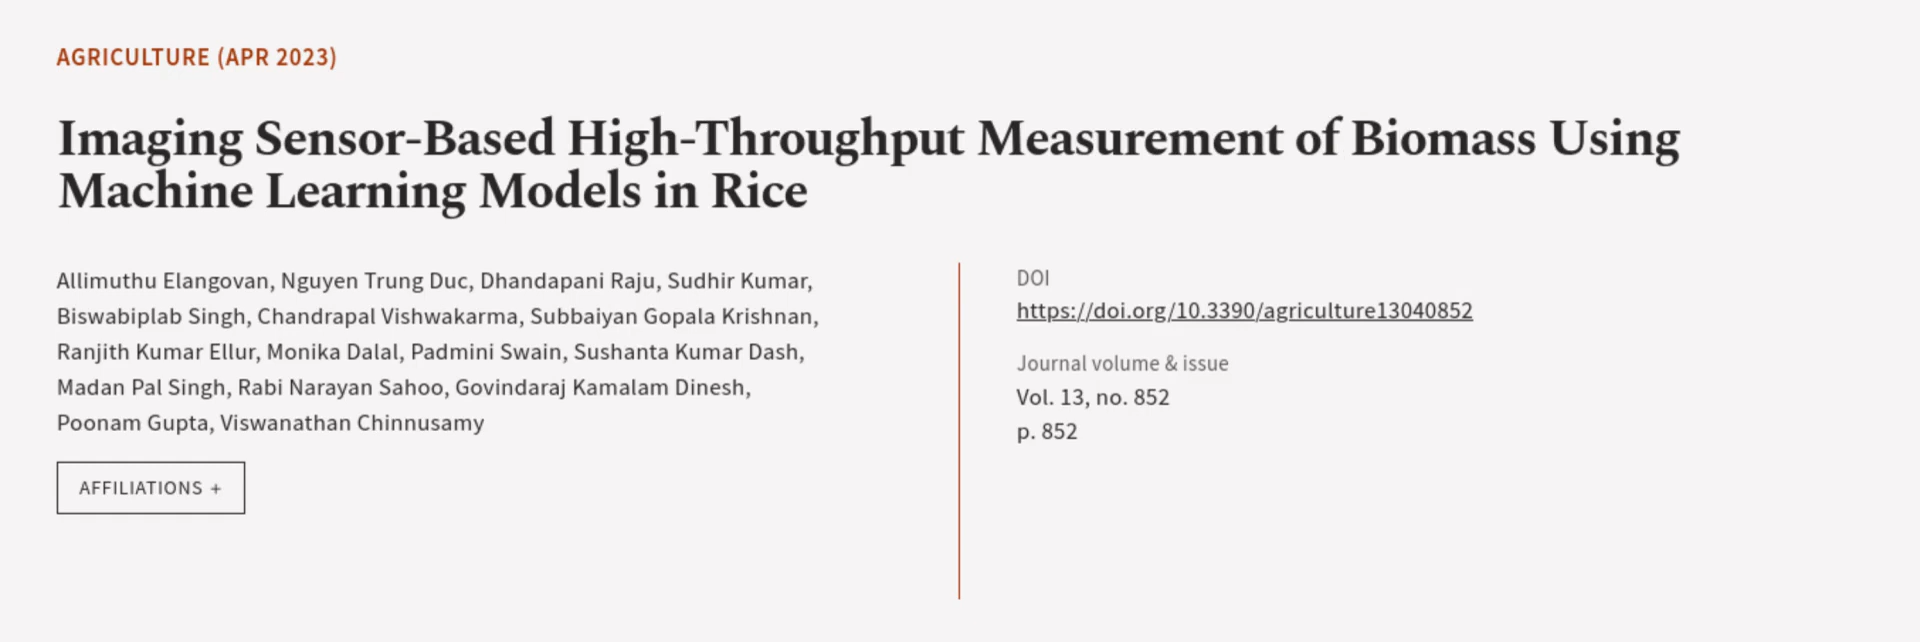 AGRICULTURE (APR 2023)
Imaging Sensor-Based High-Throughput Measurement of Biomass Using
Machine Learning Models in Rice
Allimuthu Elangovan, Nguyen Trung Duc, Dhandapani Raju, Sudhir Kumar,
Biswabiplab Singh, Chandrapal Vishwakarma, Subbaiyan Gopala Krishnan,
Ranjith Kumar Ellur, Monika Dalal, Padmini Swain, Sushanta Kumar Dash,
Madan Pal Singh, Rabi Narayan Sahoo, Govindaraj Kamalam Dinesh,
Poonam Gupta, Viswanathan Chinnusamy
AFFILIATIONS +
DOI
https://doi.org/10.3390/agriculture13040852
Journal volume & issue
Vol. 13, no. 852
p. 852